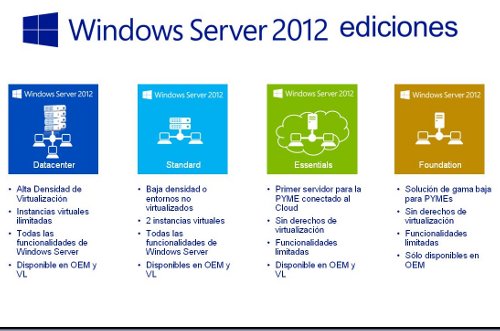 Windows Server 2012 ediciones
Windows Server 2012
Datacenter
• Alta Densidad de
Virtualización
• Instancias virtuales
ilimitadas
• Todas las
funcionalidades de
Windows Server
• Disponible en OEM y
VL
Windows Server 2012
Standard
• Baja densidad o
entornos no
virtualizados
• 2 instancias virtuales
• Todas las
funcionalidades de
Windows Server
• Disponibles en OEM y
VL
Windows Server 2012
Essentials
• Primer servidor para la
PYME conectado al
Cloud
• Sin derechos de
virtualización
• Funcionalidades
limitadas
• Disponible en OEM y VL
Windows Server 2012
Foundation
• Solución de gama baja
para PYMEs
• Sin derechos de
virtualización
• Funcionalidades
limitadas
• Sólo disponibles en
OEM